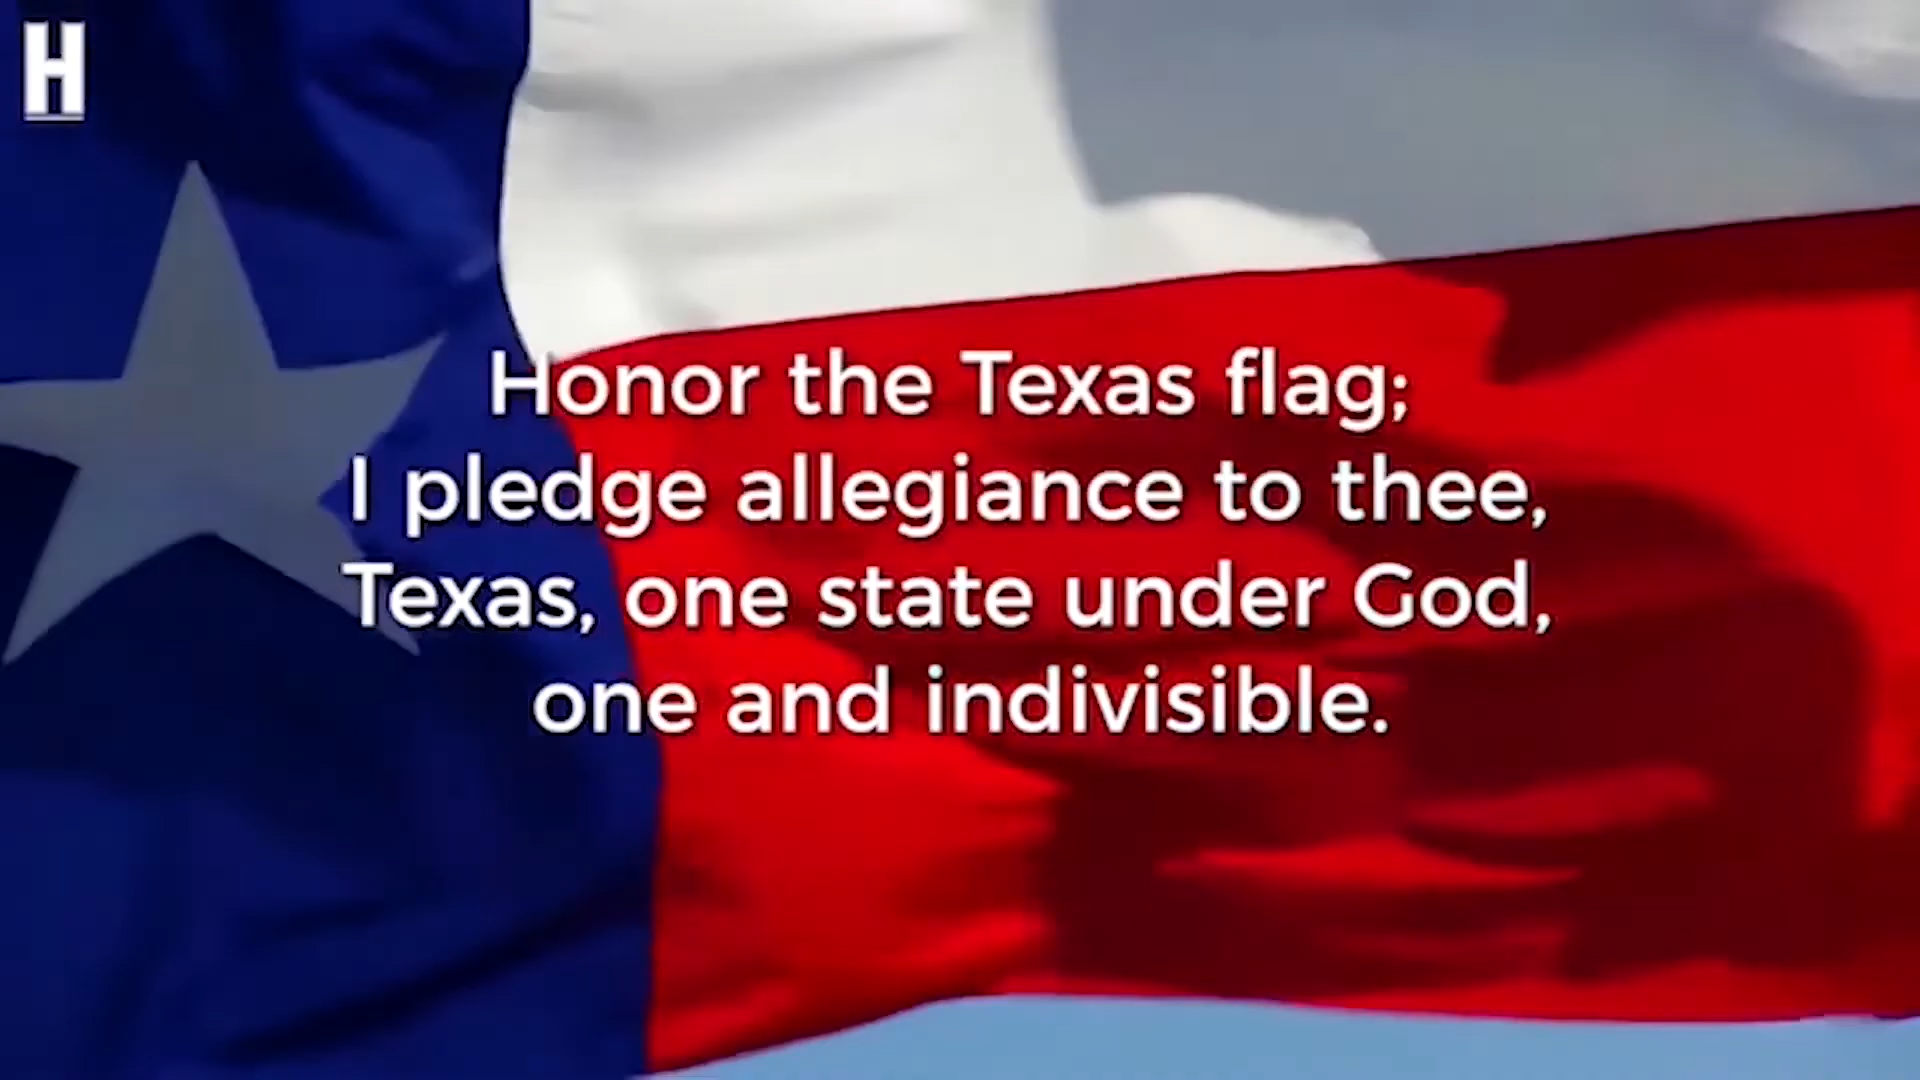 H
Honor the Texas flag;
I pledge allegiance to thee,
Texas, one state under God,
one and indivisible.